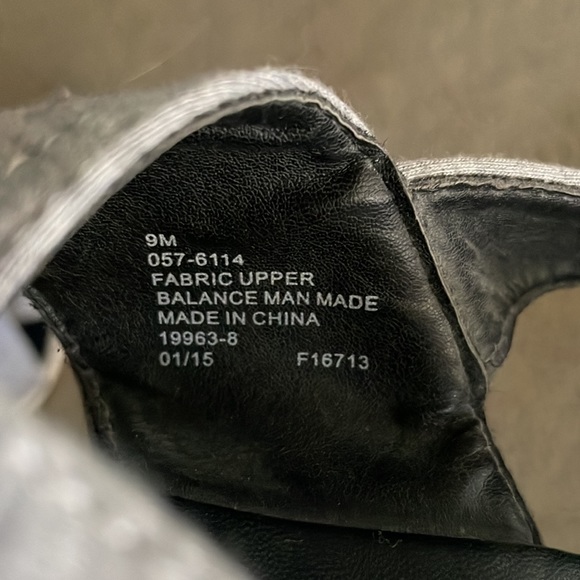 9M
057-6114
FABRIC UPPER
BALANCE MAN MADE
MADE IN CHINA
19963-8
01/15 F16713